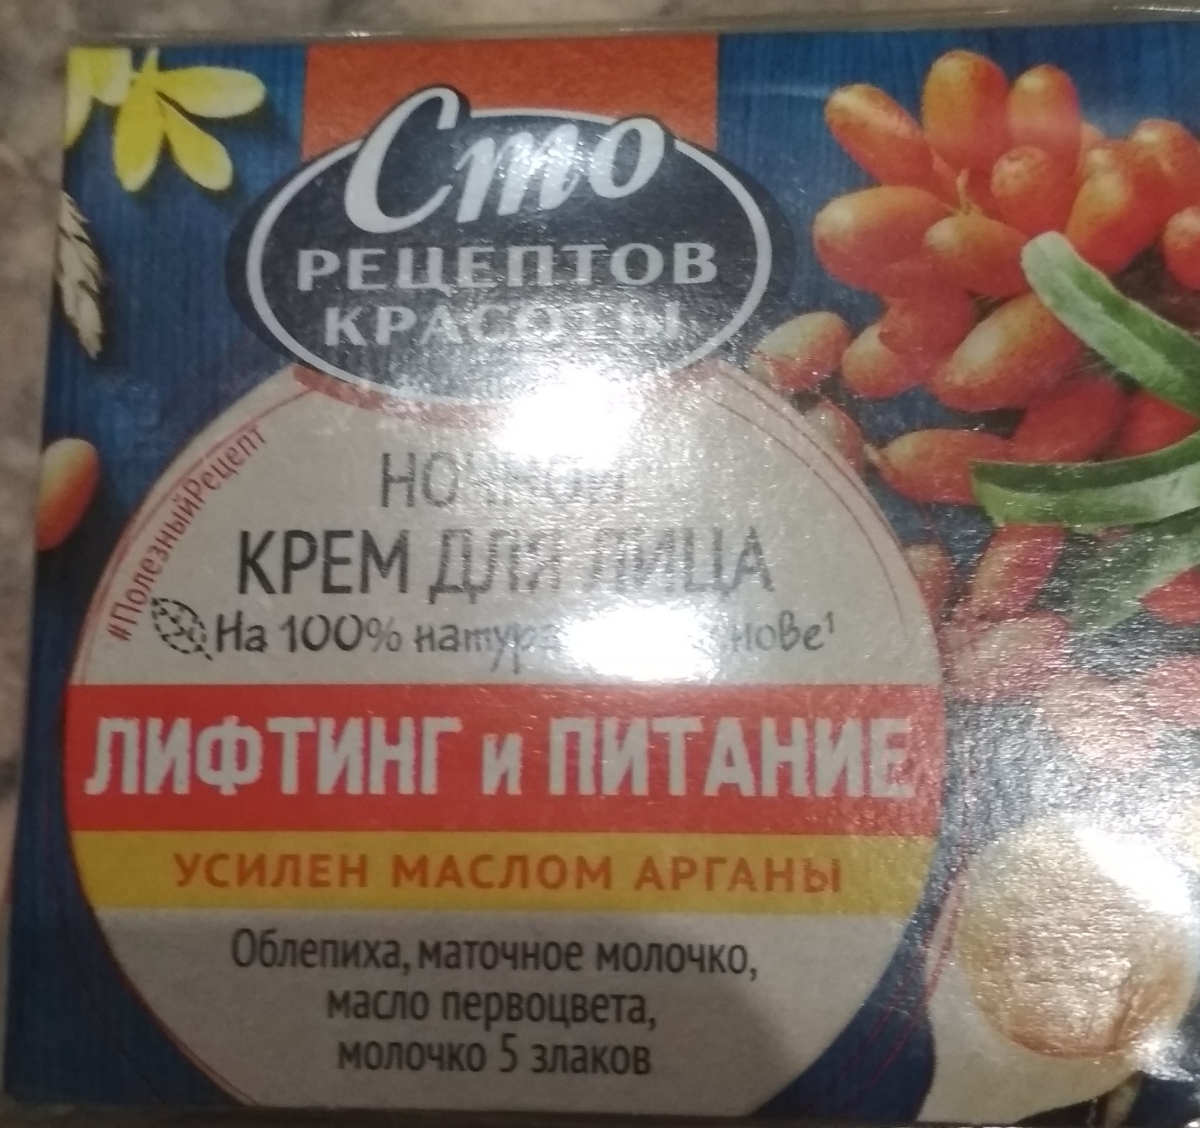 Сто
РЕЦЕПТОВ
КРАСОТЫ
#ПолезныйРецепт
НОЧНОЙ
КРЕМ ДЛЯ ЛИЦА
На 100%
ЛИФТИНГ и ПИТАНИЕ
УСИЛЕН МАСЛОМ АРГАНЫ
Облепиха, маточное молочко,
масло первоцвета,
молочко 5 злаков